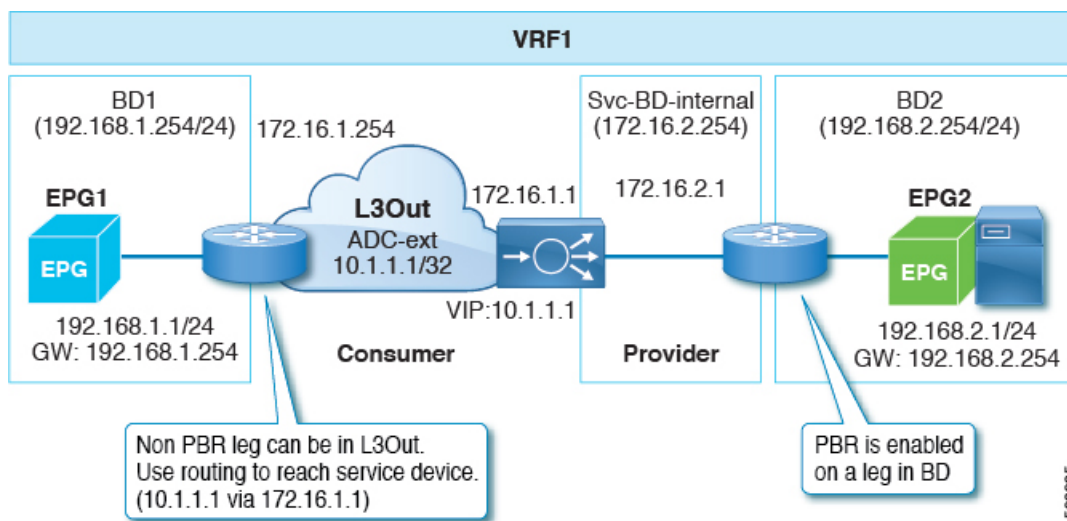 VRF1
BD1
(192.168.1.254/24)
172.16.1.254
Svc-BD-internal
(172.16.2.254)
BD2
(192.168.2.254/24)
EPG1
EPG
192.168.1.1/24
GW: 192.168.1.254
L3Out
ADC-ext
10.1.1.1/32
172.16.1.1
VIP:10.1.1.1
Consumer
172.16.2.1
Provider
EPG2
EPG
192.168.2.1/24
GW: 192.168.2.254
Non PBR leg can be in L3Out.
Use routing to reach service device.
(10.1.1.1 via 172.16.1.1)
PBR is enabled
on a leg in BD